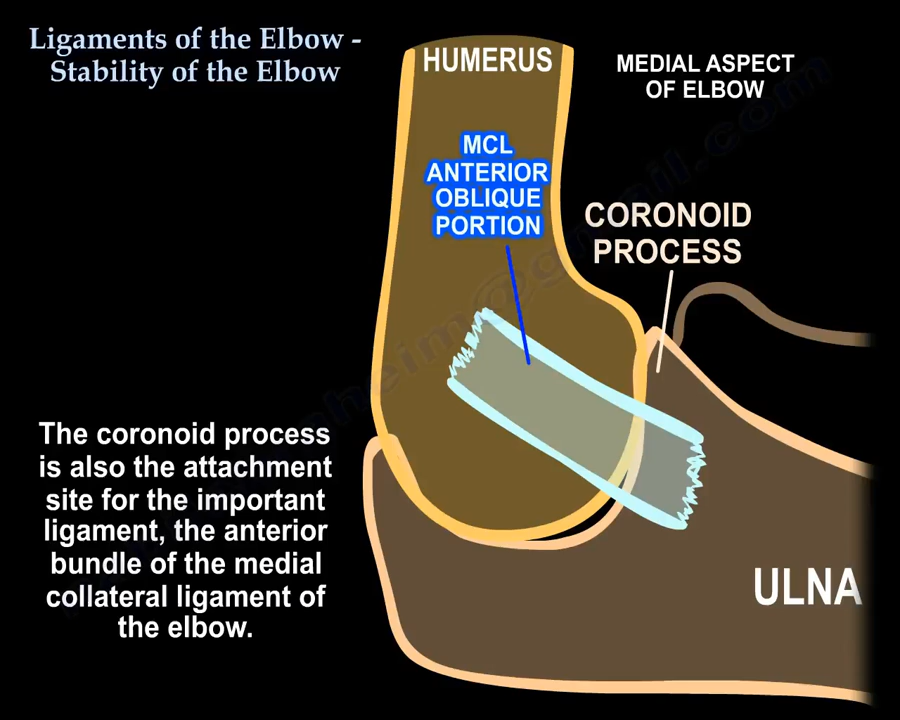 Ligaments of the Elbow -
Stability of the Elbow
HUMERUS
MEDIAL ASPECT
OF ELBOW
MCL
ANTERIOR
OBLIQUE
PORTION
CORONOID
PROCESS
The coronoid process
is also the attachment
site for the important
ligament, the anterior
bundle of the medial
collateral ligament of
the elbow.
ULNA